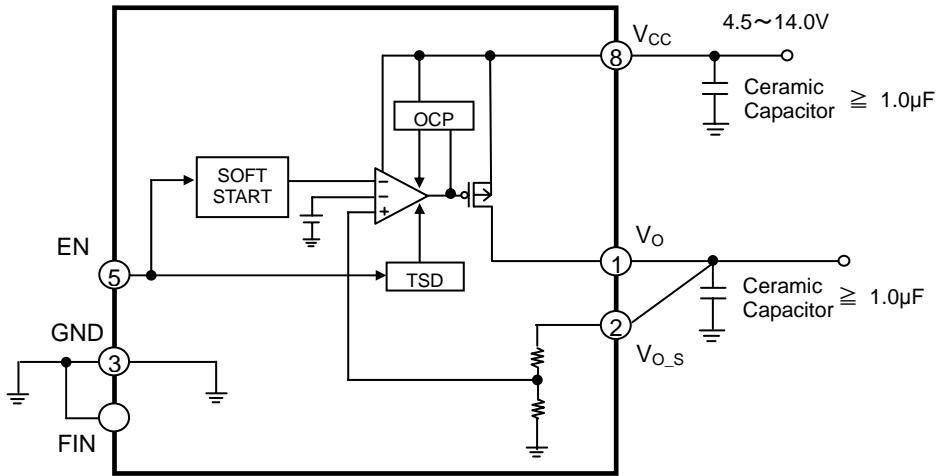 4.5～14.0V
VCC
8
Ceramic
Capacitor ≧ 1.0µF
OCP
SOFT
START
EN
5
TSD
VO
1
Ceramic
Capacitor ≧ 1.0µF
2
VO_S
GND
3
FIN